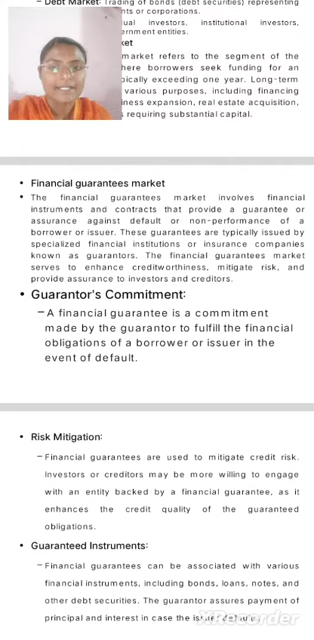 – Debt Market: Trading of bonds (debt securities) representing
nts or corporations.
ual investors, institutional investors,
ernment entities.
ket
market refers to the segment of the
here borrowers seek funding for an
pically exceeding one year. Long-term
various purposes, including financing
iness expansion, real estate acquisition,
requiring substantial capital.
• Financial guarantees market
• The financial guarantees market involves financial
instruments and contracts that provide a guarantee or
assurance against default or non-performance of a
borrower or issuer. These guarantees are typically issued by
specialized financial institutions or insurance companies
known as guarantors. The financial guarantees market
serves to enhance creditworthiness, mitigate risk, and
provide assurance to investors and creditors.
• Guarantor's Commitment:
– A financial guarantee is a commitment
made by the guarantor to fulfill the financial
obligations of a borrower or issuer in the
event of default.
• Risk Mitigation:
– Financial guarantees are used to mitigate credit risk.
Investors or creditors may be more willing to engage
with an entity backed by a financial guarantee, as it
enhances the credit quality of the guaranteed
obligations.
• Guaranteed Instruments:
– Financial guarantees can be associated with various
financial instruments, including bonds, loans, notes, and
other debt securities. The guarantor assures payment of
principal and interest in case the issuer defaults.
XRecorder